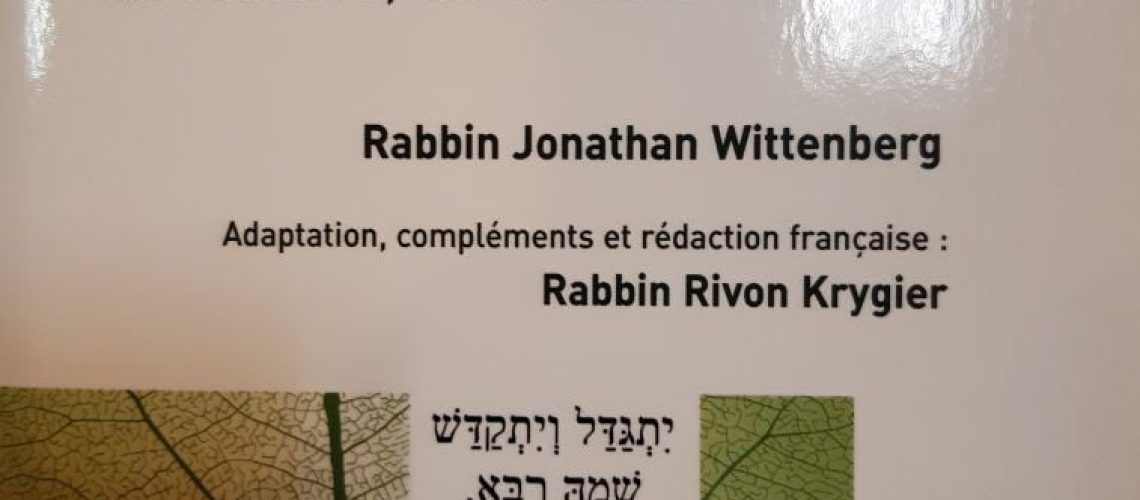 Rabbin Jonathan Wittenberg
Adaptation, compléments et rédaction française :
Rabbin Rivon Krygier
יִתְגַּדַּל וְיִתְקַדַּשׁ
שְׁמֵהּ רַבָּא.